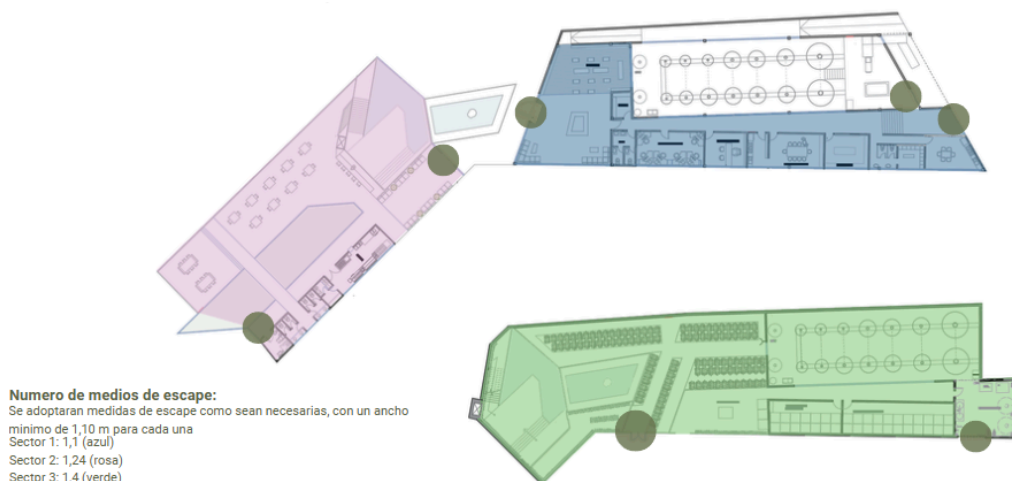 Numero de medios de escape:
Se adoptaran medidas de escape como sean necesarias, con un ancho
minimo de 1,10 m para cada una
Sector 1: 1,1 (azul)
Sector 2: 1,24 (rosa)
Sector 3: 1,4 (verde)